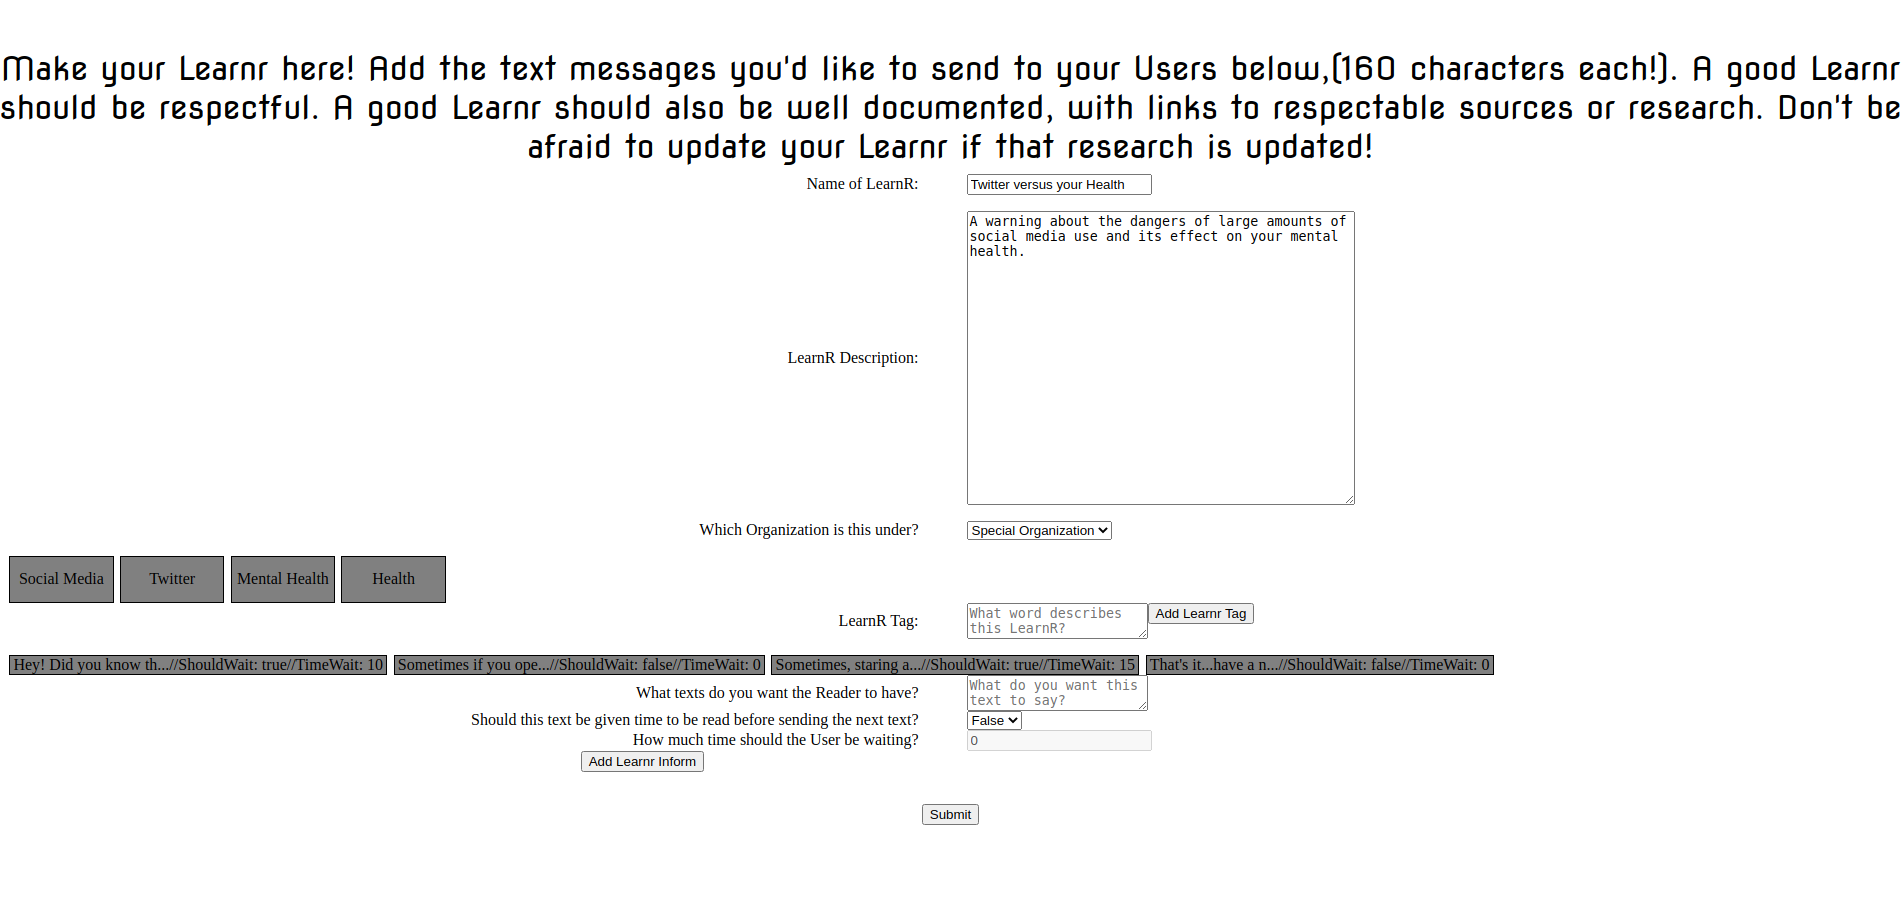 Make your Learnr here! Add the text messages you'd like to send to your Users below,(160 characters each!). A good Learnr
should be respectful. A good Learnr should also be well documented, with links to respectable sources or research. Don't be
afraid to update your Learnr if that research is updated!
Name of LearnR: Twitter versus your Health
A warning about the dangers of large amounts of
social media use and its effect on your mental
health.
LearnR Description:
Which Organization is this under? Special Organization
Social Media Twitter Mental Health Health
LearnR Tag: What word describes Add Learnr Tag
this LearnR?
Hey! Did you know th...//ShouldWait: true//TimeWait: 10 Sometimes if you ope...//ShouldWait: false//TimeWait: 0 Sometimes, staring a...//ShouldWait: true//TimeWait: 15 That's it...have a n...//ShouldWait: false//TimeWait: 0
What texts do you want the Reader to have? What do you want this
text to say?
Should this text be given time to be read before sending the next text? False
How much time should the User be waiting? 0
Add Learnr Inform
Submit